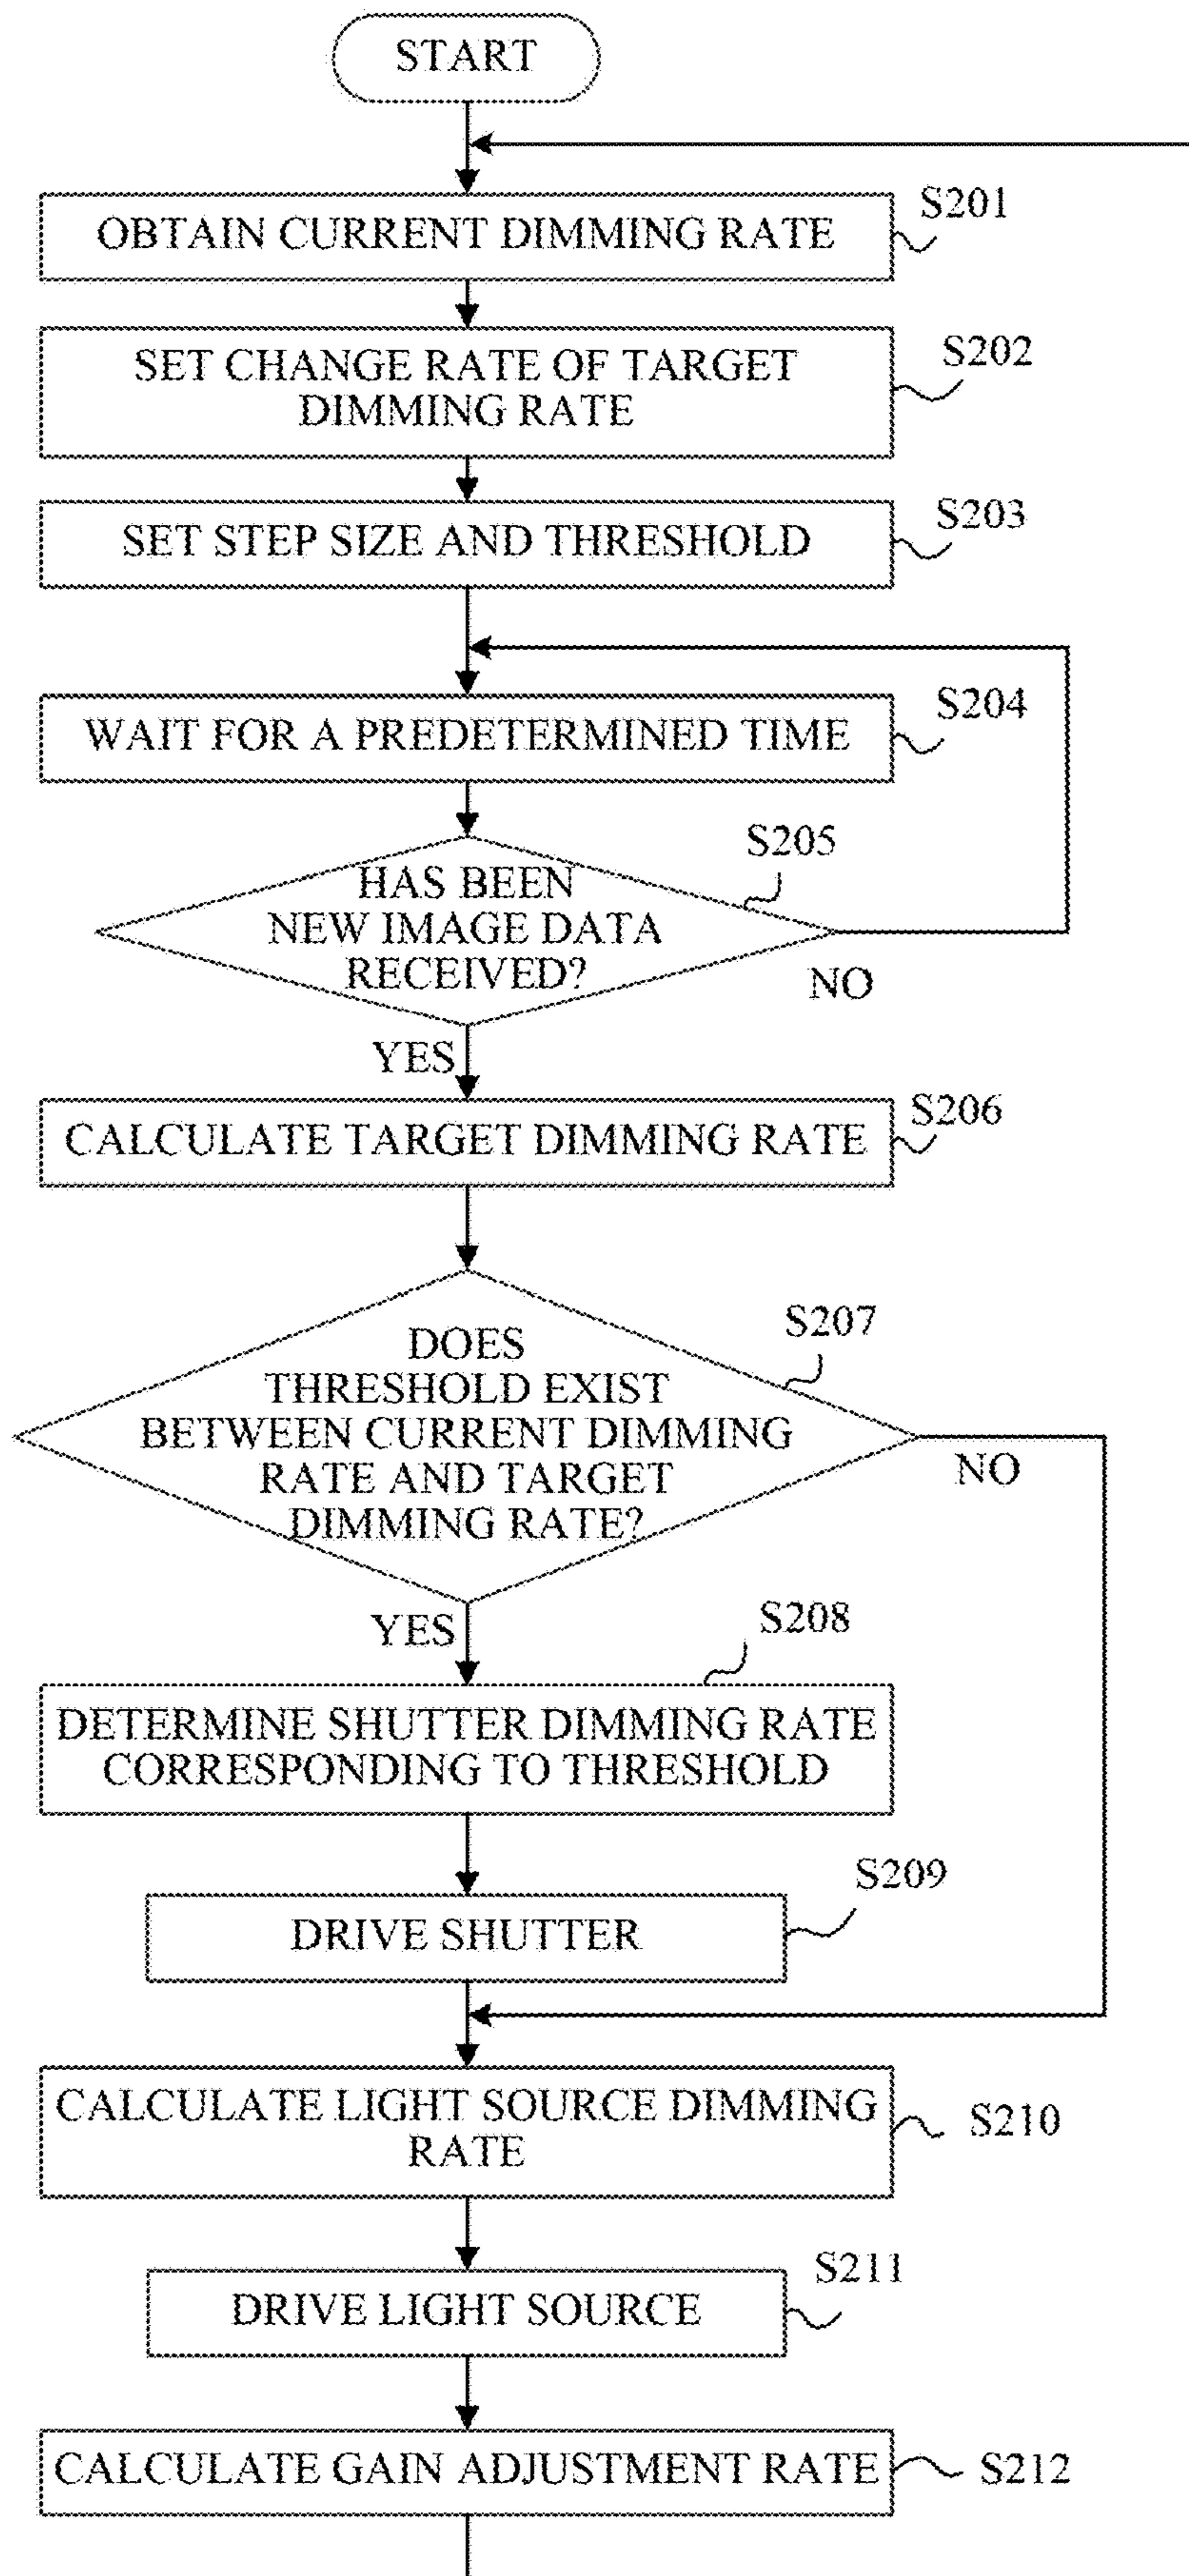 START
OBTAIN CURRENT DIMMING RATE
S201
SET CHANGE RATE OF TARGET
DIMMING RATE
S202
SET STEP SIZE AND THRESHOLD
S203
WAIT FOR A PREDETERMINED TIME
S204
HAS BEEN
NEW IMAGE DATA
RECEIVED?
S205
NO
YES
CALCULATE TARGET DIMMING RATE
S206
DOES
THRESHOLD EXIST
BETWEEN CURRENT DIMMING
RATE AND TARGET
DIMMING RATE?
S207
NO
YES
S208
DETERMINE SHUTTER DIMMING RATE
CORRESPONDING TO THRESHOLD
S209
DRIVE SHUTTER
CALCULATE LIGHT SOURCE DIMMING
RATE
S210
S211
DRIVE LIGHT SOURCE
CALCULATE GAIN ADJUSTMENT RATE
S212